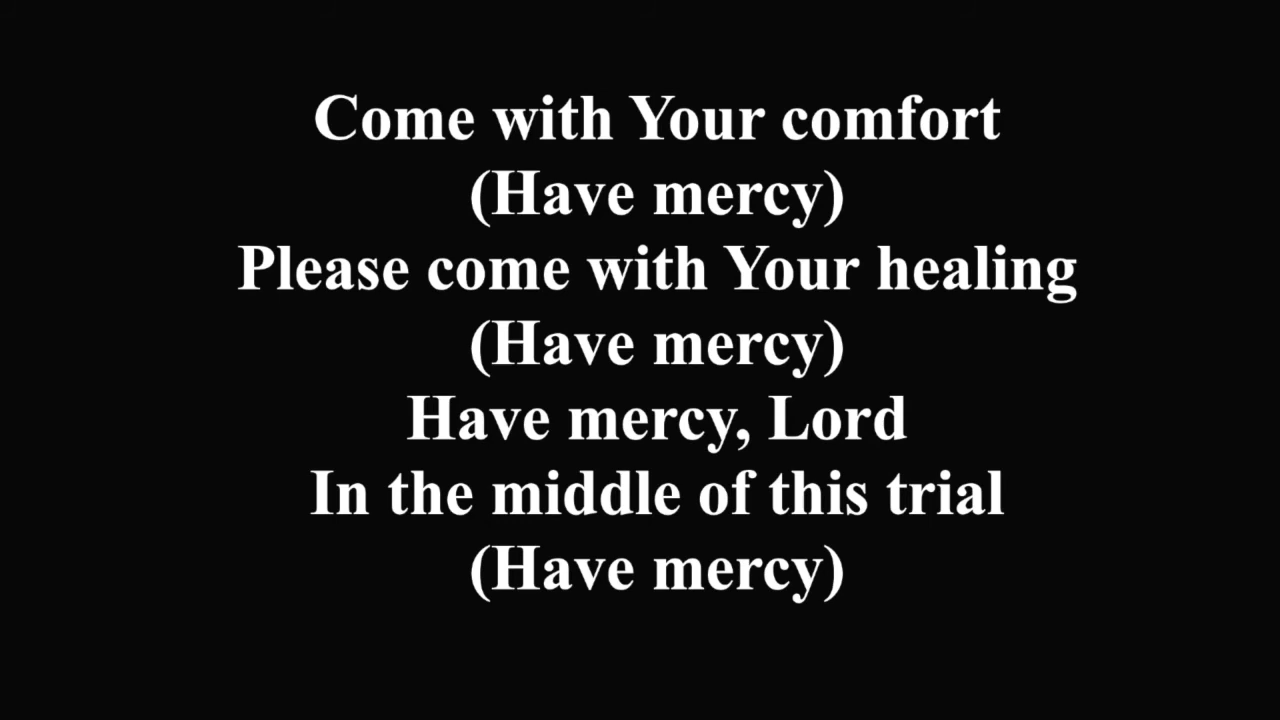 Come with Your comfort
(Have mercy)
Please come with Your healing
(Have mercy)
Have mercy, Lord
In the middle of this trial
(Have mercy)